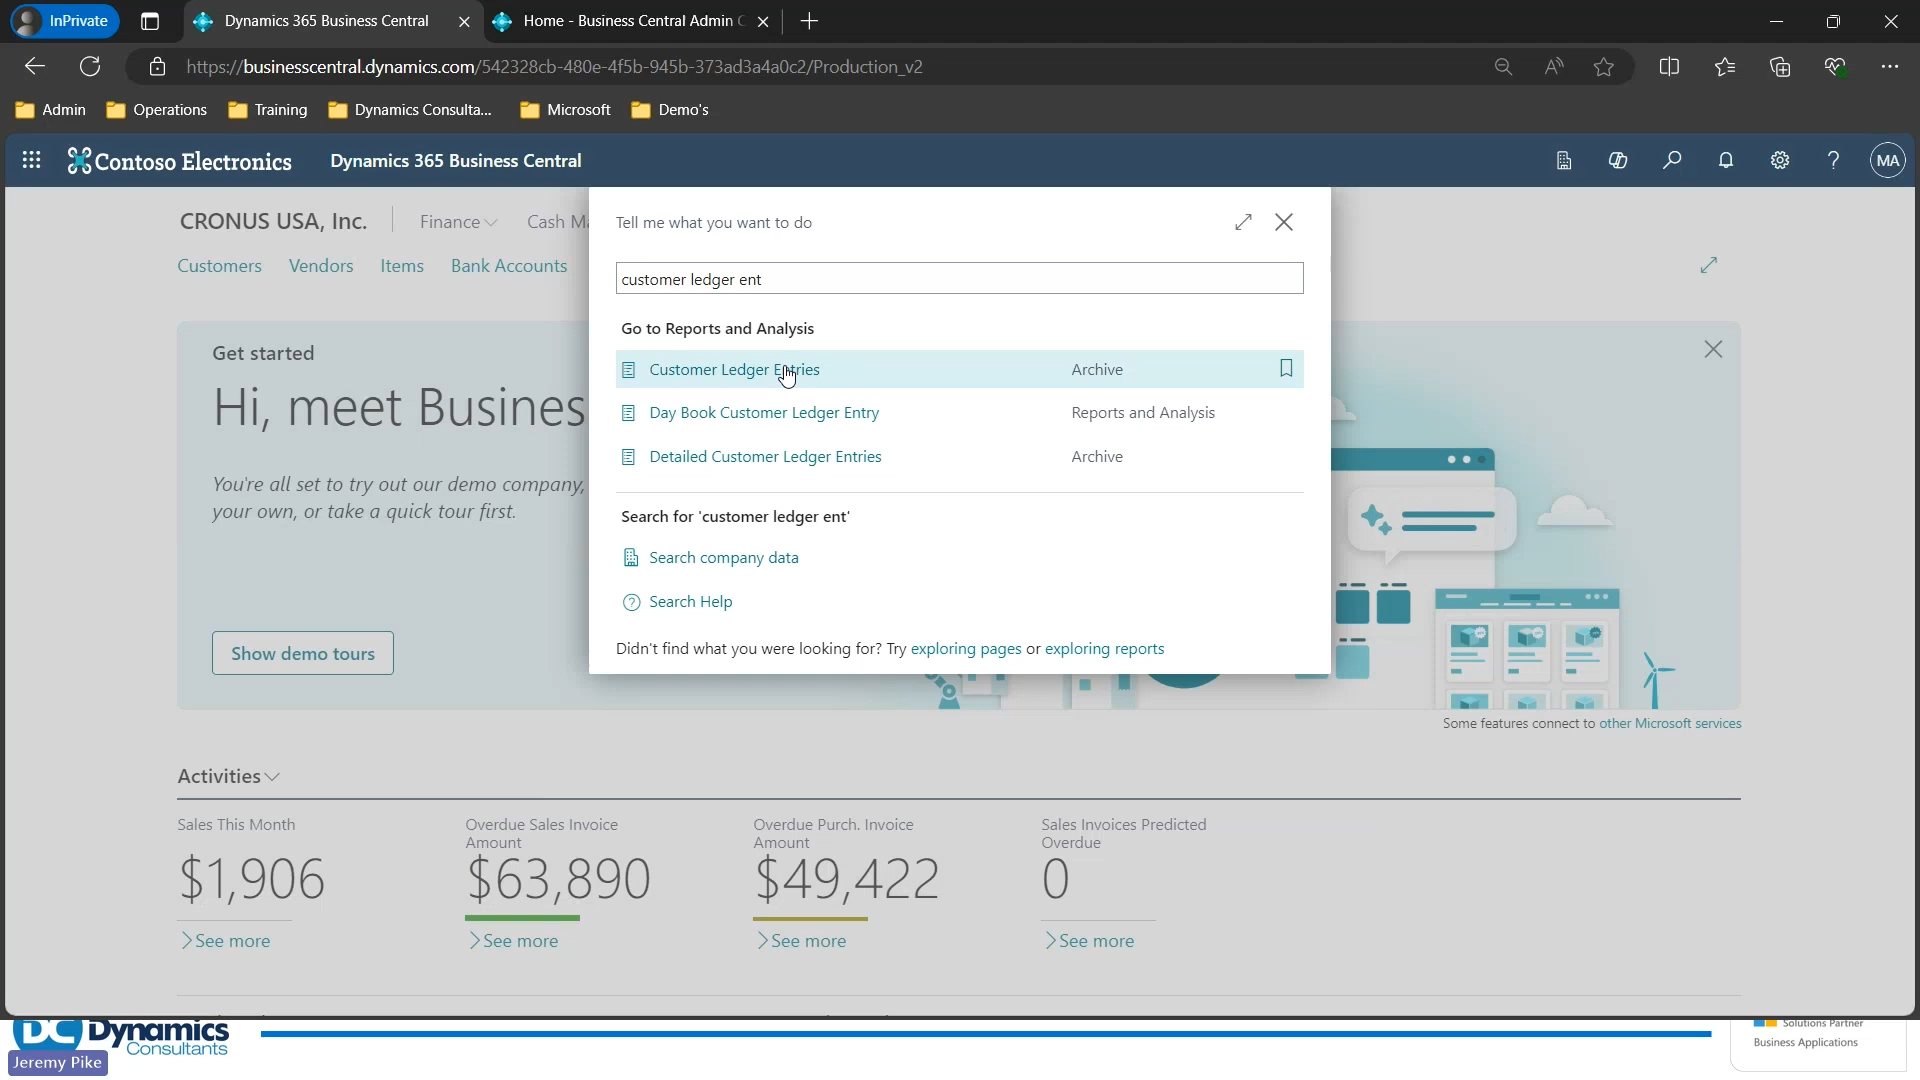 InPrivate
Dynamics 365 Business Central
Home - Business Central Admin C
https://businesscentral.dynamics.com/542328cb-480e-4f5b-945b-373ad3a4a0c2/Production_v2
Admin
Operations
Training
Dynamics Consulta...
Microsoft
Demo's
Contoso Electronics
Dynamics 365 Business Central
MA
CRONUS USA, Inc.
Finance
Cash Ma
Customers
Vendors
Items
Bank Accounts
Tell me what you want to do
customer ledger ent
Go to Reports and Analysis
Customer Ledger Entries Archive
Day Book Customer Ledger Entry Reports and Analysis
Detailed Customer Ledger Entries Archive
Search for 'customer ledger ent'
Search company data
Search Help
Didn't find what you were looking for? Try exploring pages or exploring reports
Get started
Hi, meet Busines
You're all set to try out our demo company,
your own, or take a quick tour first.
Show demo tours
Some features connect to other Microsoft services
Activities
Sales This Month
$1,906
See more
Overdue Sales Invoice
Amount
$63,890
See more
Overdue Purch. Invoice
Amount
$49,422
See more
Sales Invoices Predicted
Overdue
0
See more
DC Dynamics
Consultants
Jeremy Pike
Solutions Partner
Business Applications